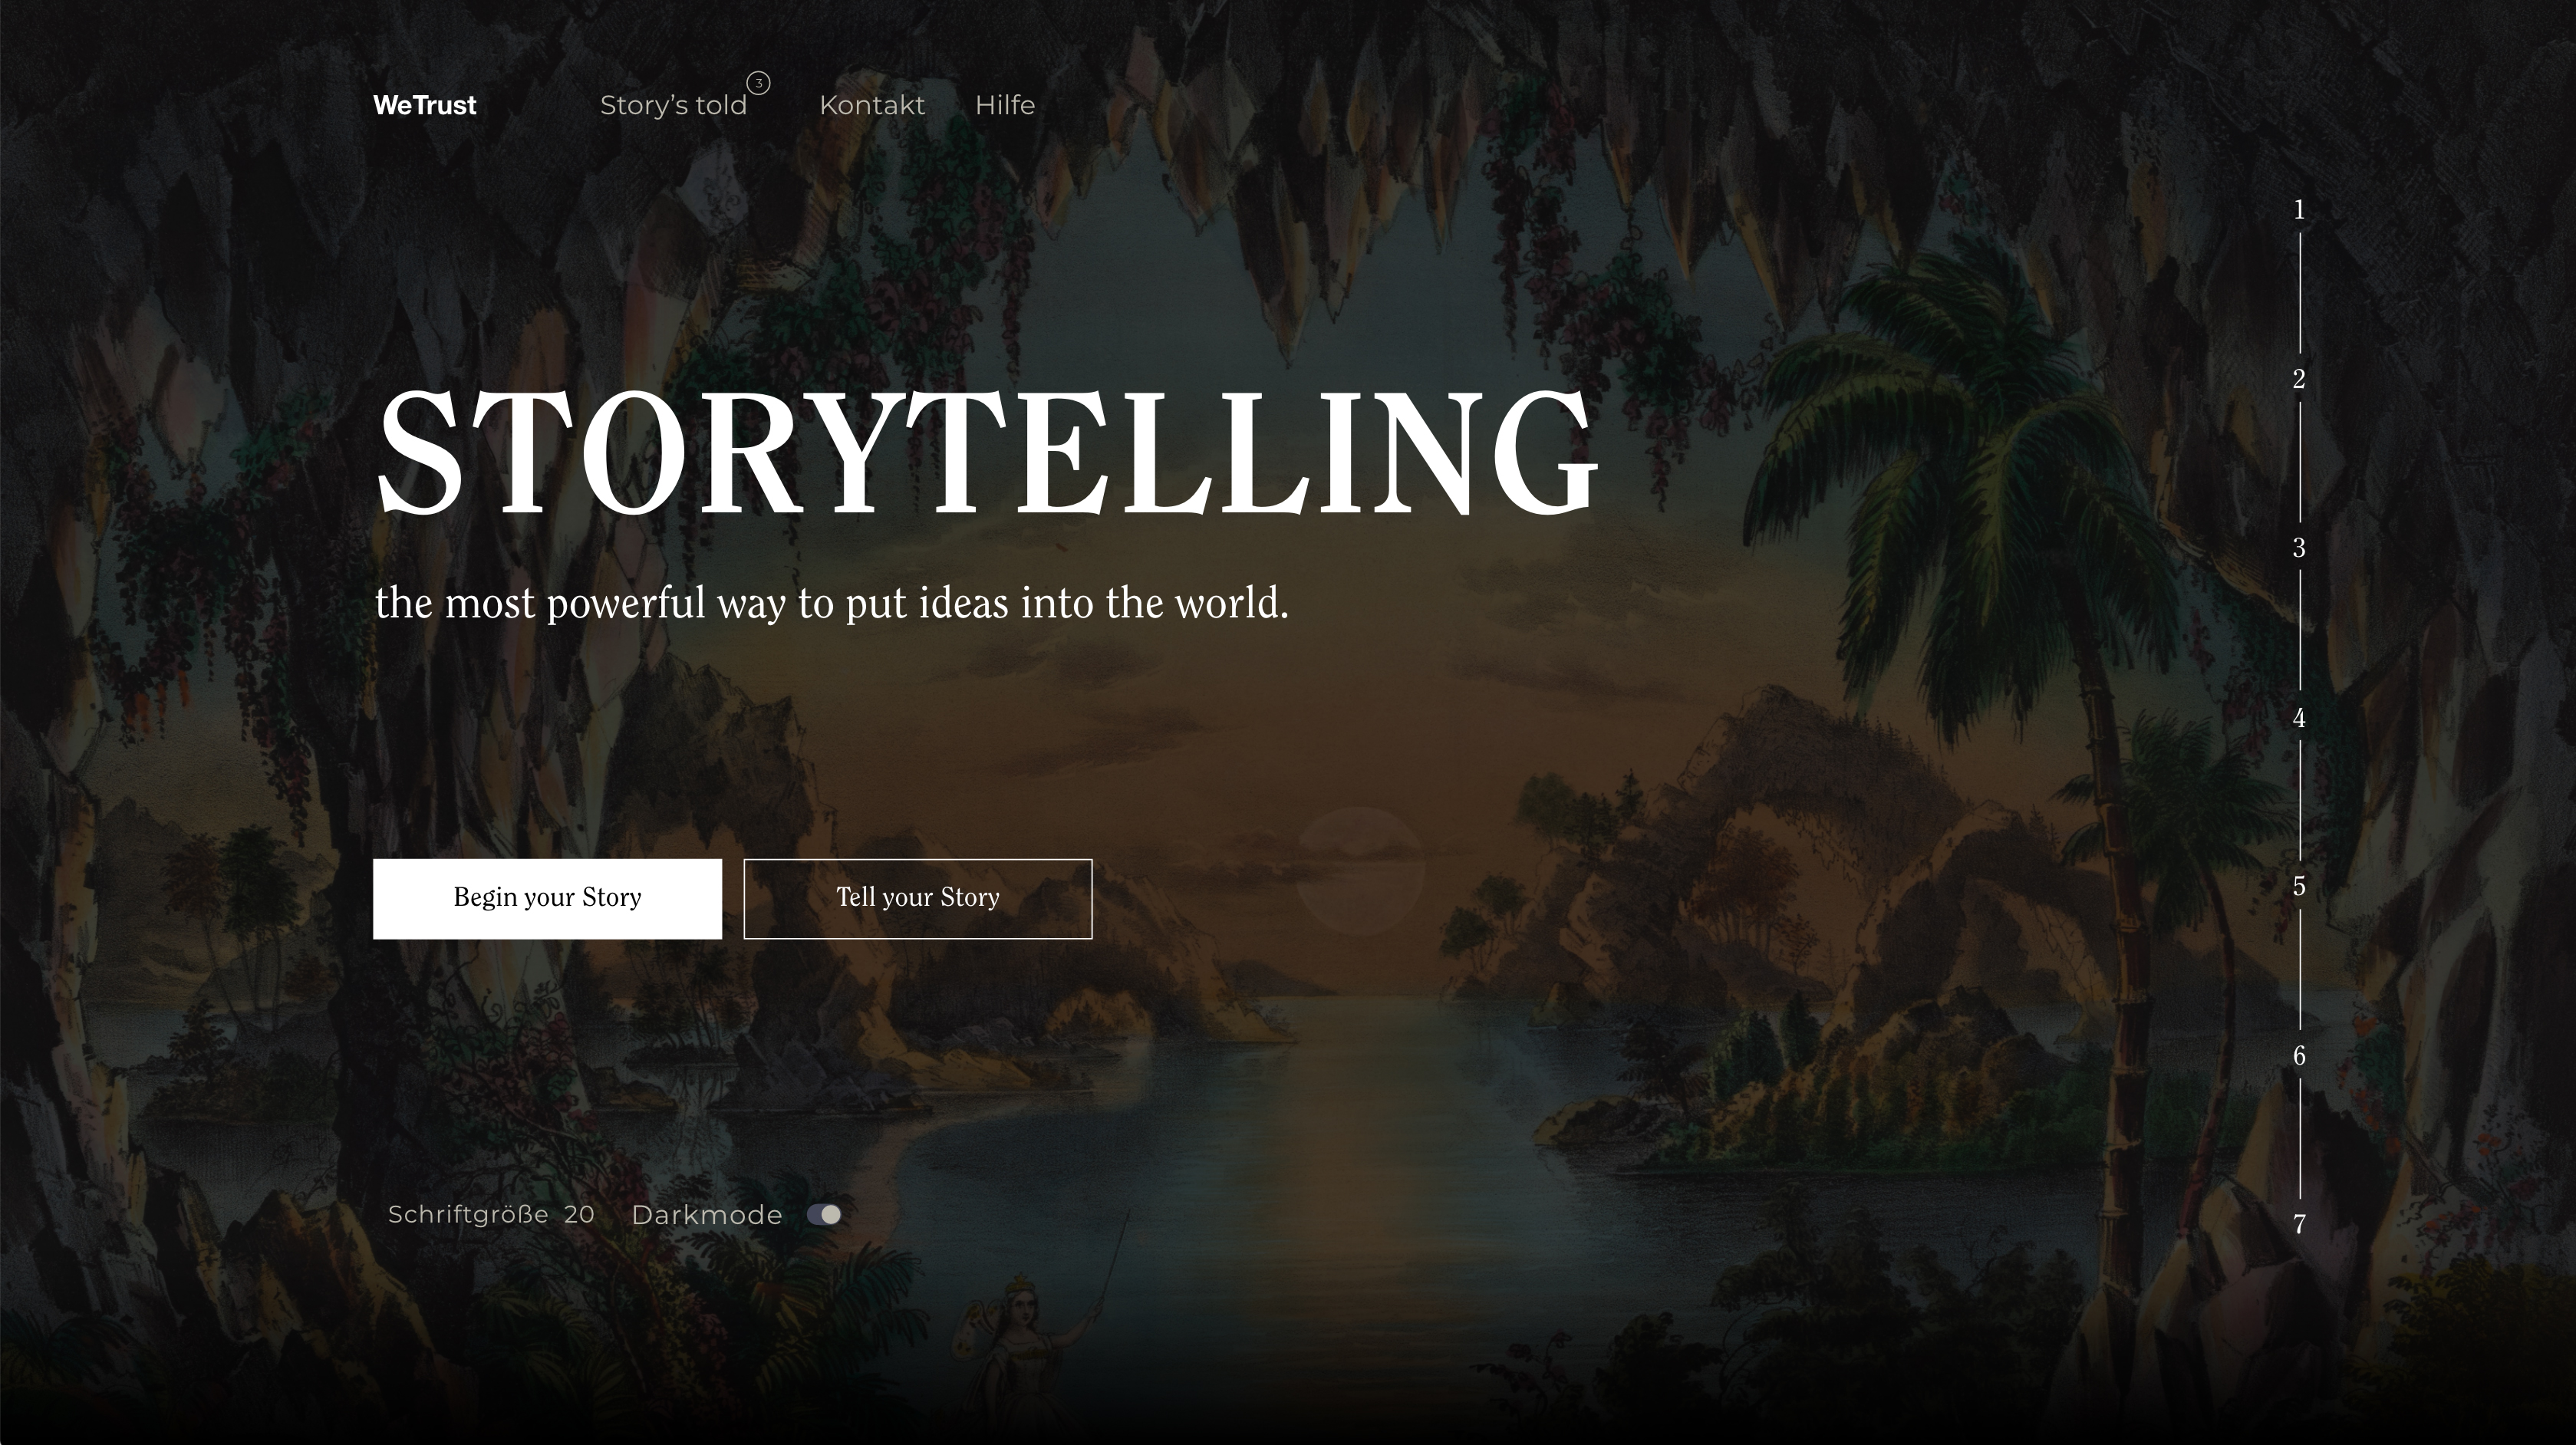 WeTrust Story’s told 3 Kontakt Hilfe
STORYTELLING
the most powerful way to put ideas into the world.
Begin your Story Tell your Story
Schriftgröße 20 Darkmode
1
2
3
4
5
6
7